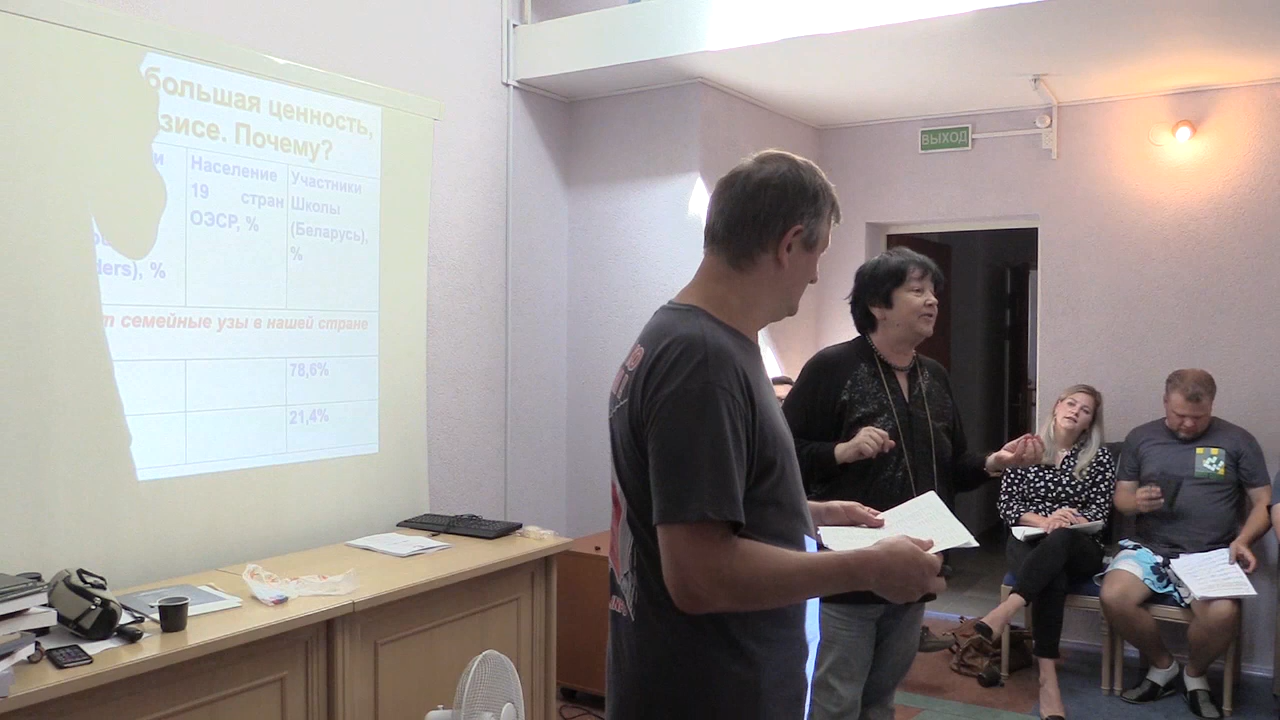 большая ценность,
зисе. Почему?
и
Население
19 стран
ОЭСР, %
Участники
Школы
(Беларусь),
%
ders), %
т семейные узы в нашей стране
78,6%
21,4%
ВЫХОД